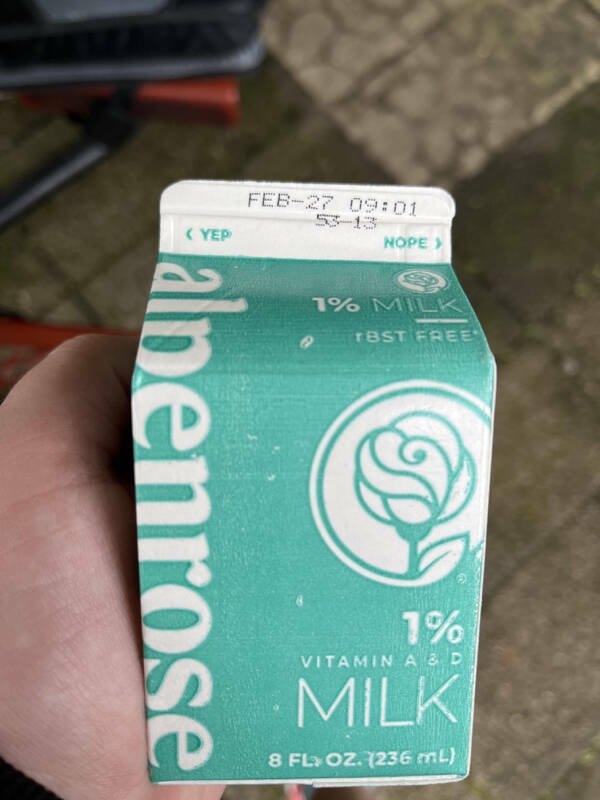 FEB-27 09:01
53-13
‹ YEP
NOPE ›
1% MILK
rBST FREE*
alpenrose
®
1%
VITAMIN A & D
MILK
8 FL. OZ. (236 mL)